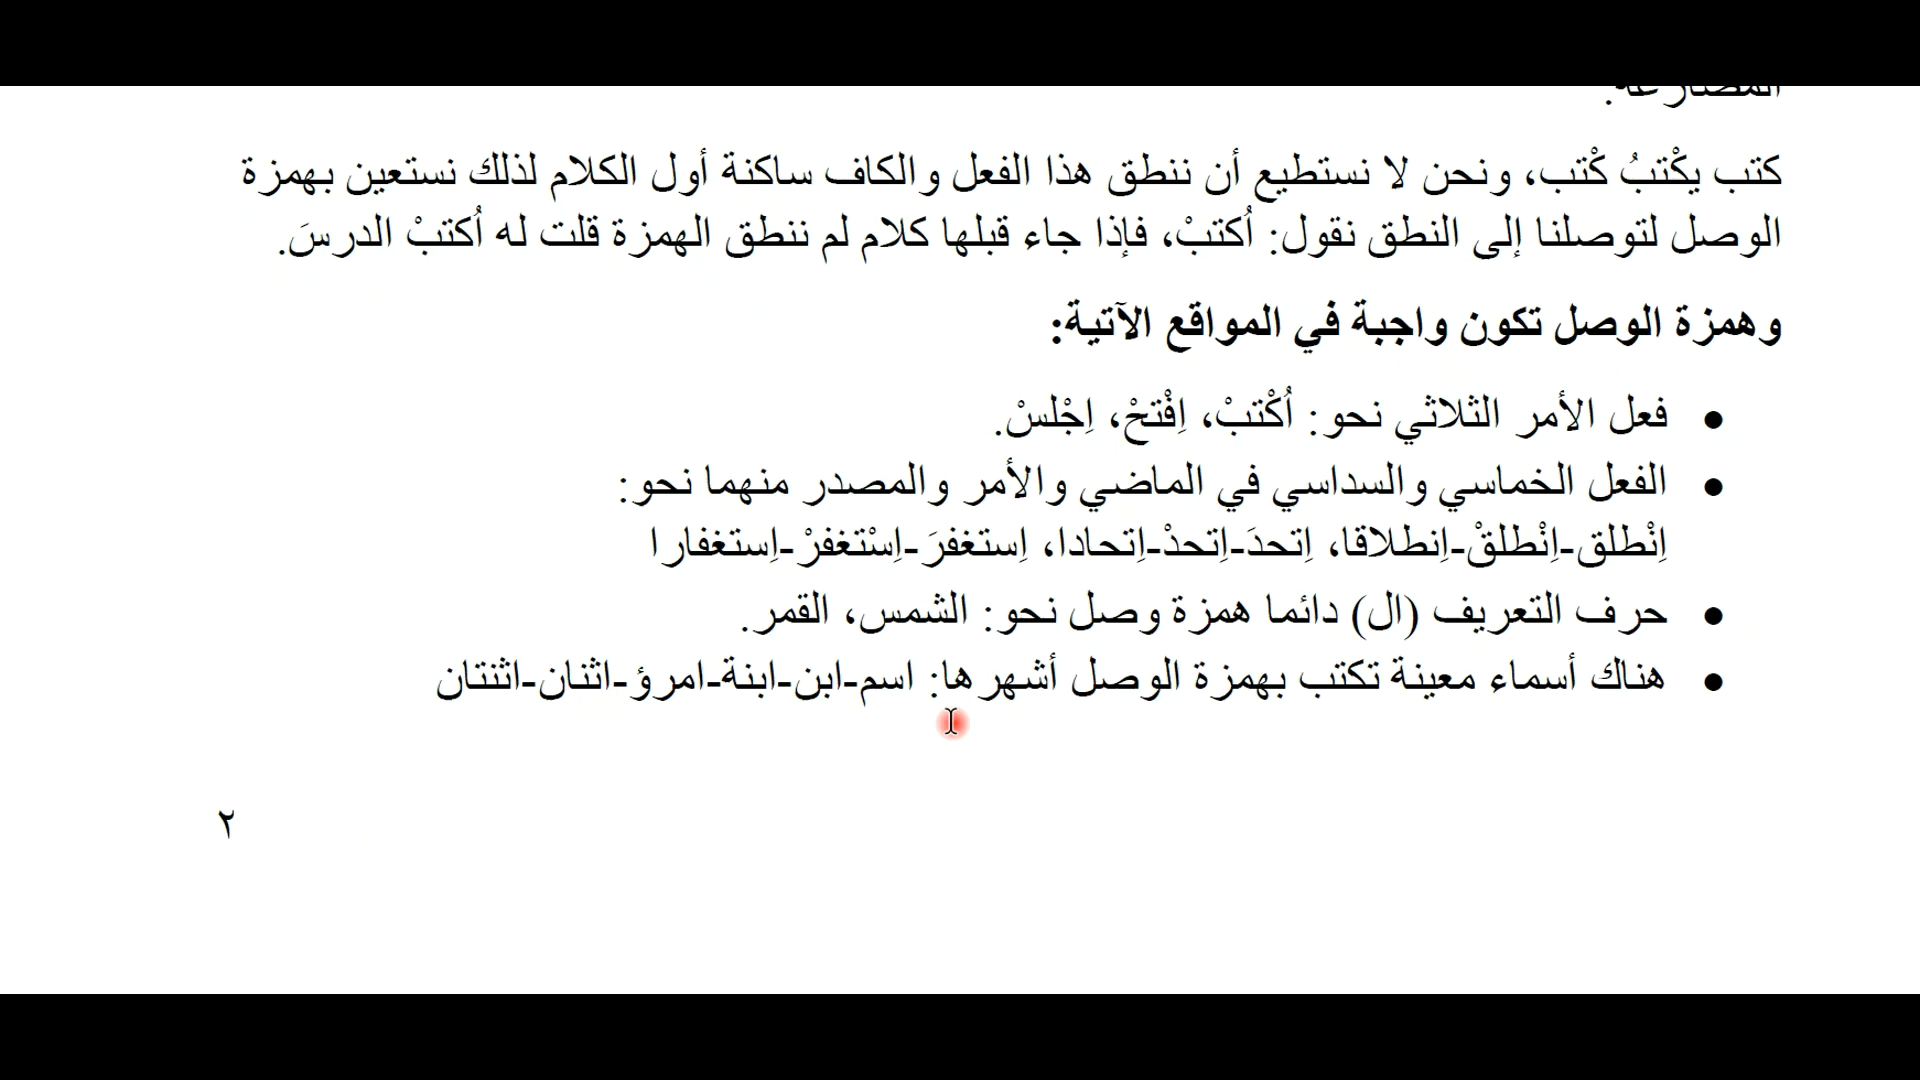 المضارعة.
كتب يكْتبُ كْتب، ونحن لا نستطيع أن ننطق هذا الفعل والكاف ساكنة أول الكلام لذلك نستعين بهمزة
الوصل لتوصلنا إلى النطق نقول: اُكتبْ، فإذا جاء قبلها كلام لم ننطق الهمزة قلت له اُكتبْ الدرسَ.
وهمزة الوصل تكون واجبة في المواقع الآتية:
• فعل الأمر الثلاثي نحو: اُكْتبْ، اِفْتحْ، اِجْلسْ.
• الفعل الخماسي والسداسي في الماضي والأمر والمصدر منهما نحو:
اِنْطلق-اِنْطلقْ-اِنطلاقا، اِتحدَ-اِتحدْ-اِتحادا، اِستغفرَ-اِسْتغفرْ-اِستغفارا
• حرف التعريف (ال) دائما همزة وصل نحو: الشمس، القمر.
• هناك أسماء معينة تكتب بهمزة الوصل أشهرها: اسم-ابن-ابنة-امرؤ-اثنان-اثنتان
٢